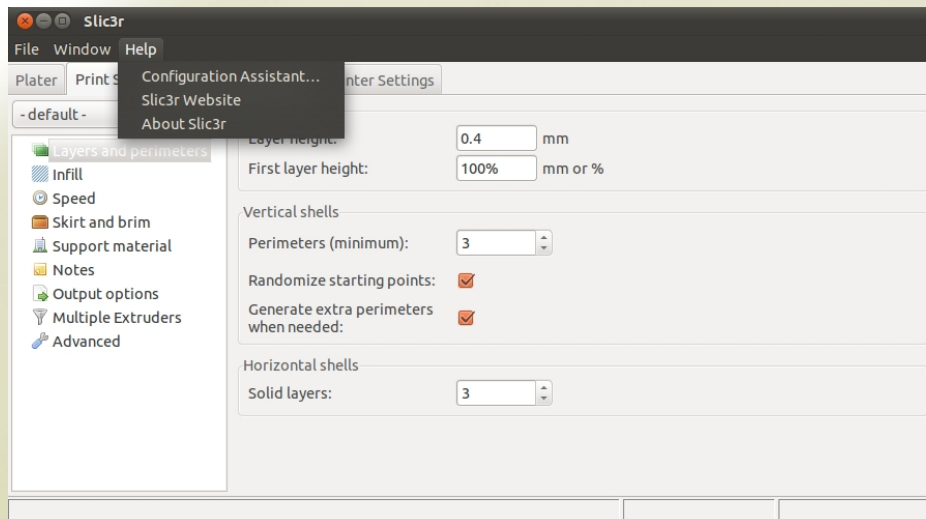 Slic3r
File Window Help
Configuration Assistant...
Slic3r Website
About Slic3r
Plater Print S nter Settings
- default -
Layers and perimeters
Infill
Speed
Skirt and brim
Support material
Notes
Output options
Multiple Extruders
Advanced
Layer height: 0.4 mm
First layer height: 100% mm or %
Vertical shells
Perimeters (minimum): 3
Randomize starting points:
Generate extra perimeters
when needed:
Horizontal shells
Solid layers: 3